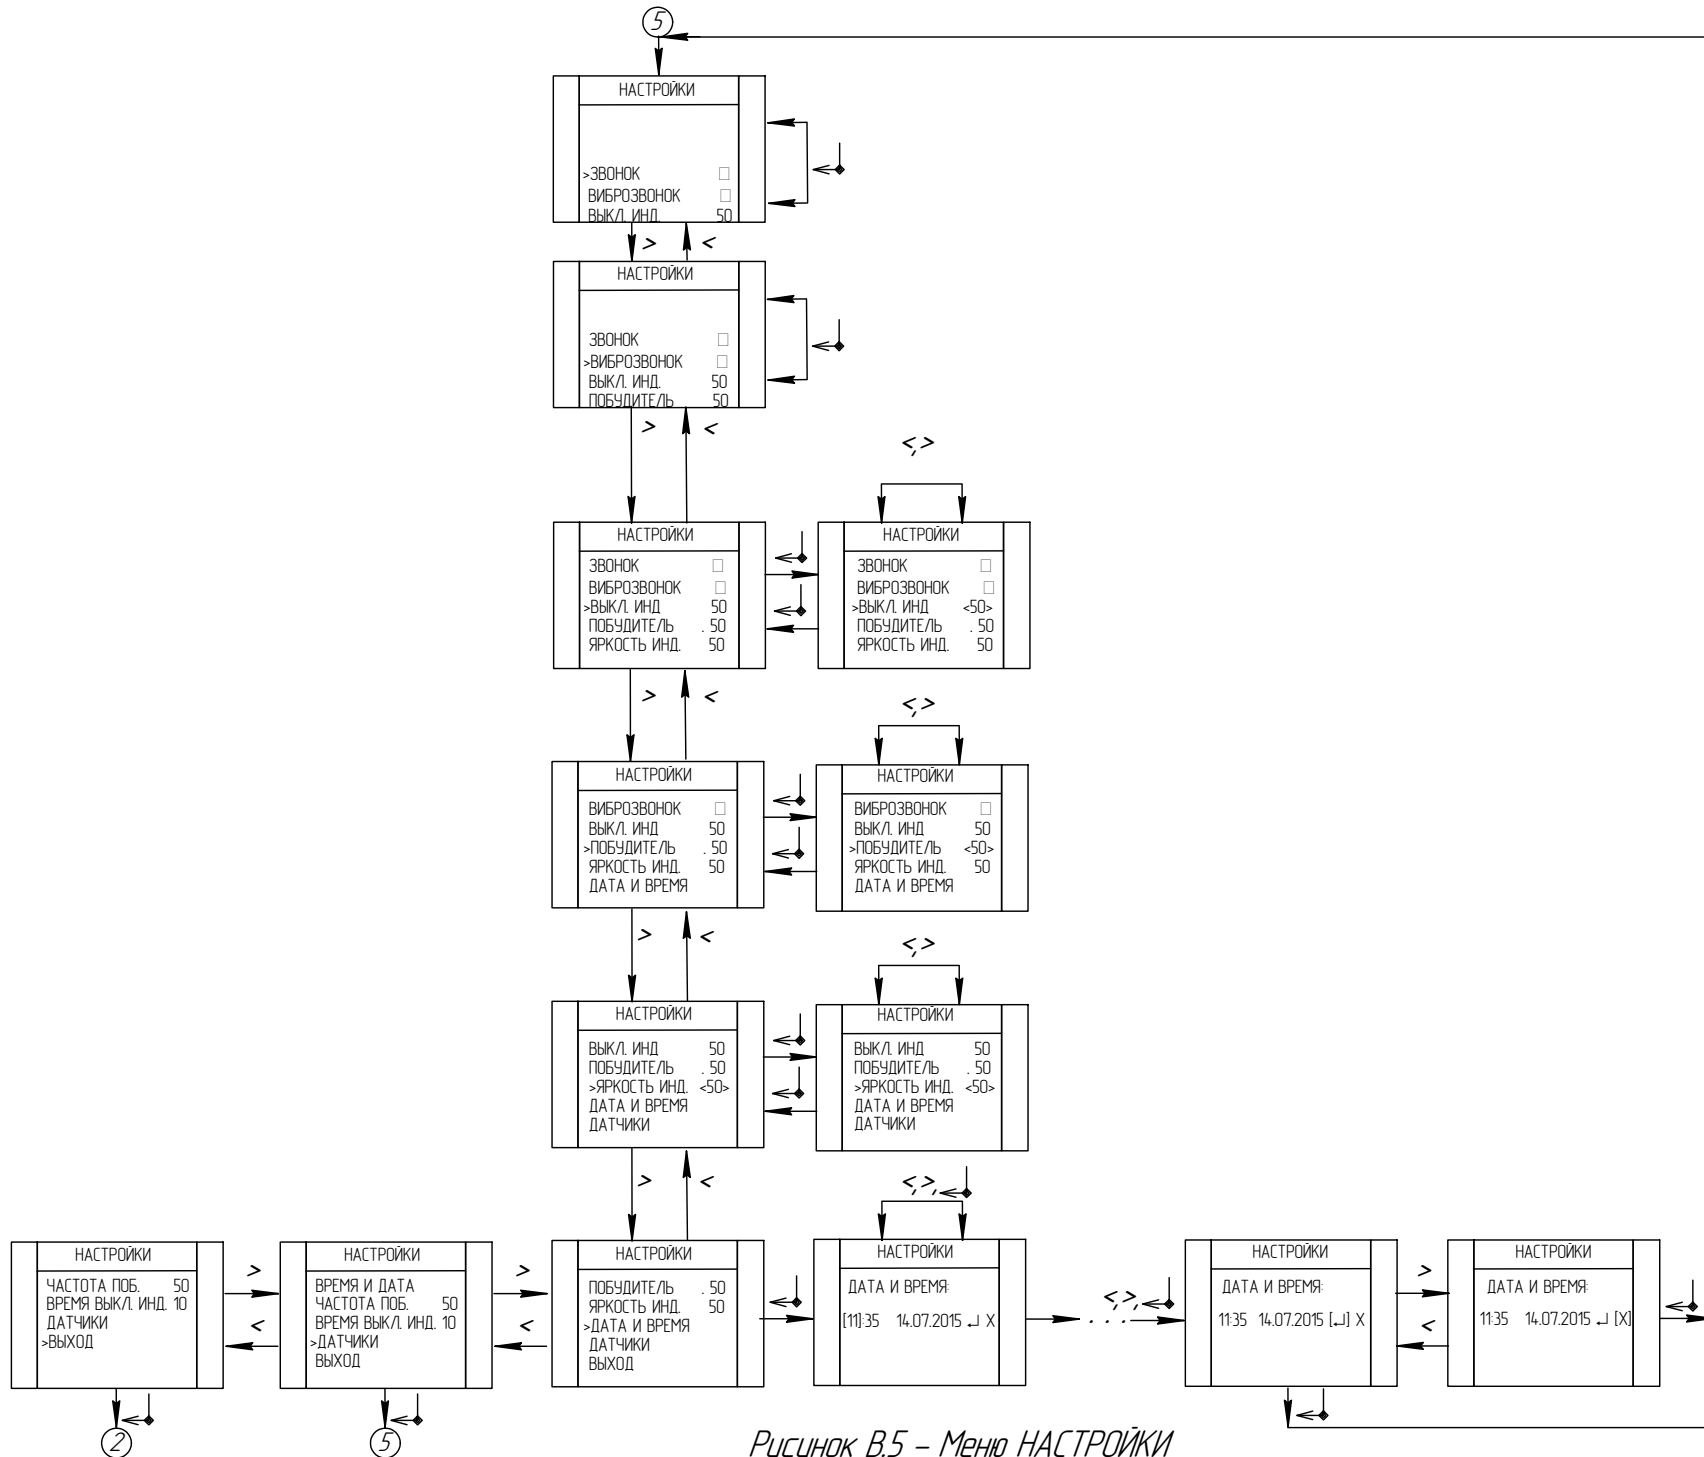 5
НАСТРОЙКИ
>ЗВОНОК □
ВИБРОЗВОНОК □
ВЫКЛ. ИНД. 50
> <
НАСТРОЙКИ
ЗВОНОК □
>ВИБРОЗВОНОК □
ВЫКЛ. ИНД. 50
ПОБУДИТЕЛЬ 50
> <
<,>
НАСТРОЙКИ
ЗВОНОК □
ВИБРОЗВОНОК □
>ВЫКЛ. ИНД 50
ПОБУДИТЕЛЬ . 50
ЯРКОСТЬ ИНД. 50
НАСТРОЙКИ
ЗВОНОК □
ВИБРОЗВОНОК □
>ВЫКЛ. ИНД <50>
ПОБУДИТЕЛЬ . 50
ЯРКОСТЬ ИНД. 50
> <
<,>
НАСТРОЙКИ
ВИБРОЗВОНОК □
ВЫКЛ. ИНД 50
>ПОБУДИТЕЛЬ . 50
ЯРКОСТЬ ИНД. 50
ДАТА И ВРЕМЯ
НАСТРОЙКИ
ВИБРОЗВОНОК □
ВЫКЛ. ИНД 50
>ПОБУДИТЕЛЬ <50>
ЯРКОСТЬ ИНД. 50
ДАТА И ВРЕМЯ
> <
<,>
НАСТРОЙКИ
ВЫКЛ. ИНД 50
ПОБУДИТЕЛЬ . 50
>ЯРКОСТЬ ИНД. <50>
ДАТА И ВРЕМЯ
ДАТЧИКИ
НАСТРОЙКИ
ВЫКЛ. ИНД 50
ПОБУДИТЕЛЬ . 50
>ЯРКОСТЬ ИНД. <50>
ДАТА И ВРЕМЯ
ДАТЧИКИ
> <
<,>,
НАСТРОЙКИ
ЧАСТОТА ПОБ. 50
ВРЕМЯ ВЫКЛ. ИНД. 10
ДАТЧИКИ
>ВЫХОД
>
<
НАСТРОЙКИ
ВРЕМЯ И ДАТА
ЧАСТОТА ПОБ. 50
ВРЕМЯ ВЫКЛ. ИНД. 10
>ДАТЧИКИ
ВЫХОД
>
<
НАСТРОЙКИ
ПОБУДИТЕЛЬ . 50
ЯРКОСТЬ ИНД. 50
>ДАТА И ВРЕМЯ
ДАТЧИКИ
ВЫХОД
НАСТРОЙКИ
ДАТА И ВРЕМЯ:
[11]:35 14.07.2015 ↵ X
<,>,
. . .
НАСТРОЙКИ
ДАТА И ВРЕМЯ:
11:35 14.07.2015 [↵] X
>
<
НАСТРОЙКИ
ДАТА И ВРЕМЯ:
11:35 14.07.2015 ↵ [X]
2
5
Рисинок В.5 – Меню НАСТРОЙКИ